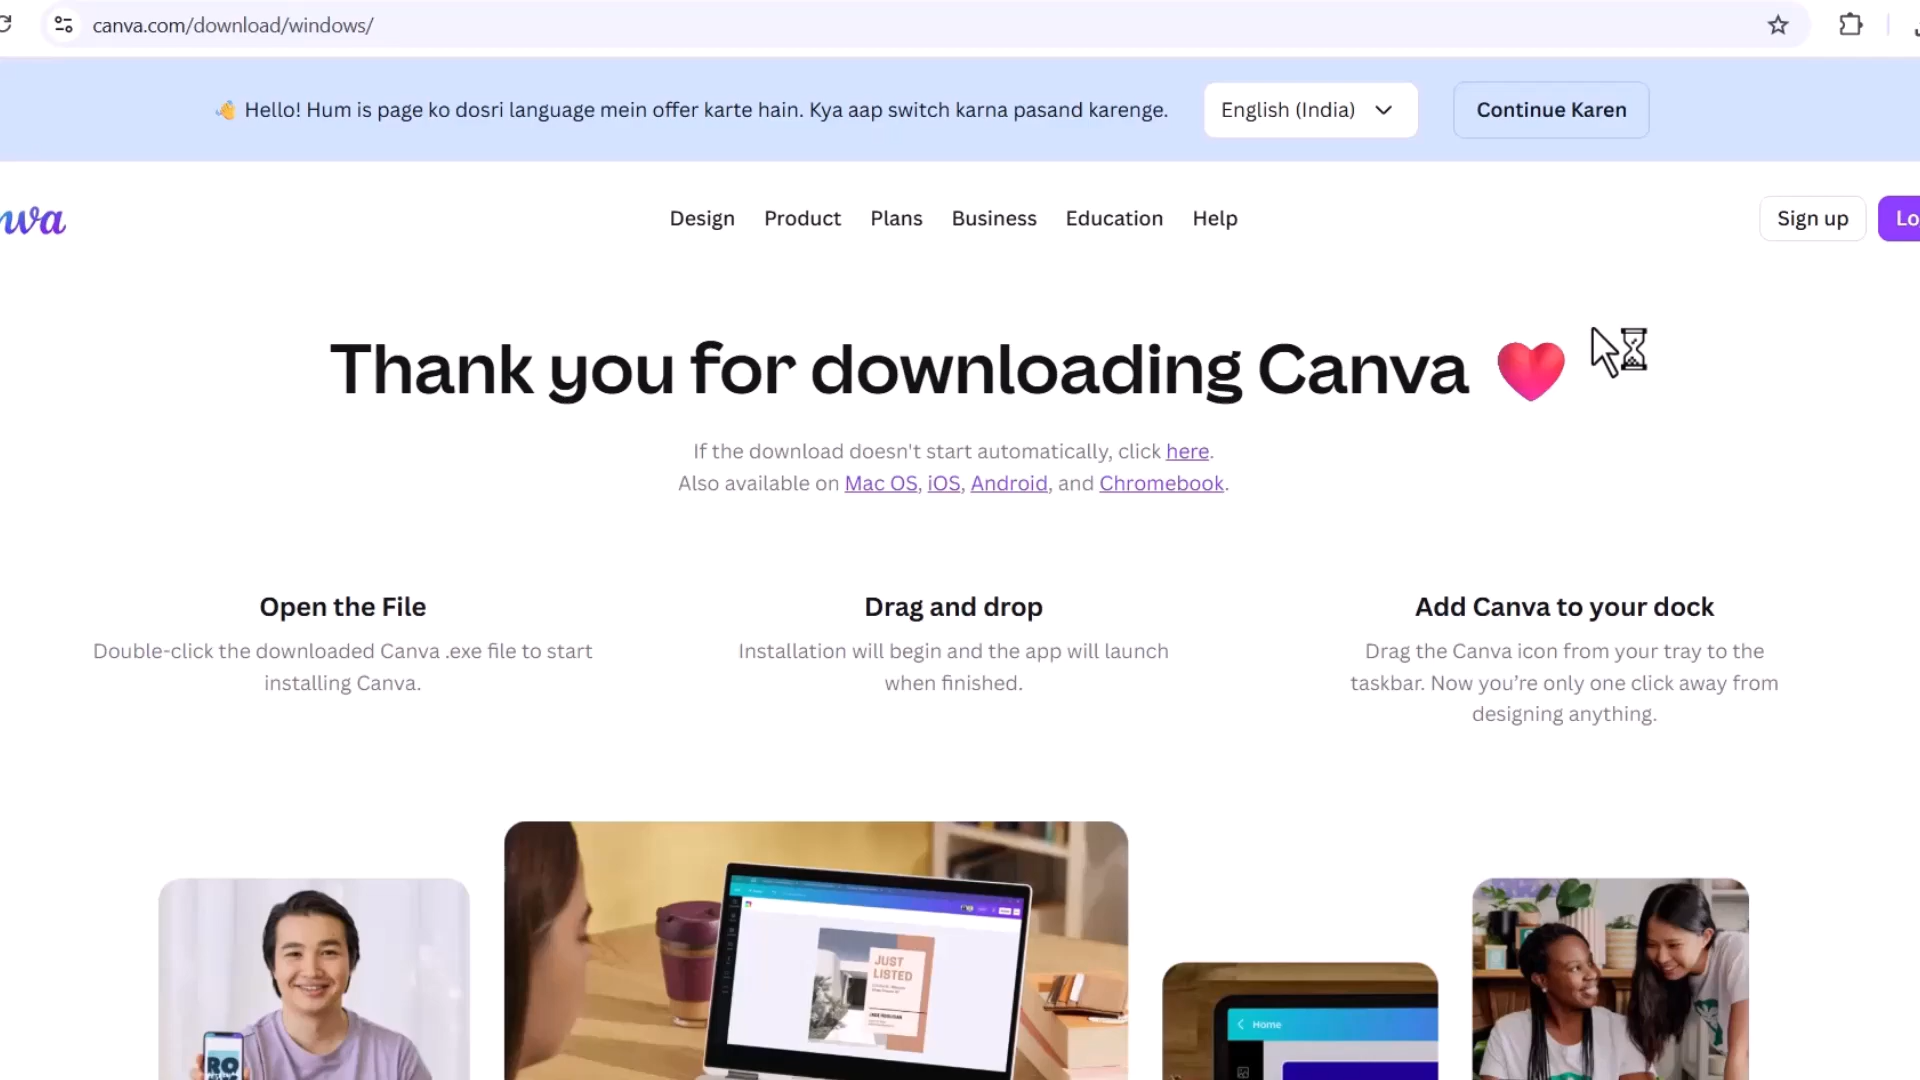 canva.com/download/windows/
👋 Hello! Hum is page ko dosri language mein offer karte hain. Kya aap switch karna pasand karenge.
English (India)
Continue Karen
Design
Product
Plans
Business
Education
Help
Sign up
Thank you for downloading Canva
If the download doesn't start automatically, click here.
Also available on Mac OS, iOS, Android, and Chromebook.
Open the File
Double-click the downloaded Canva .exe file to start
installing Canva.
Drag and drop
Installation will begin and the app will launch
when finished.
Add Canva to your dock
Drag the Canva icon from your tray to the
taskbar. Now you’re only one click away from
designing anything.
JUST
LISTED
Home